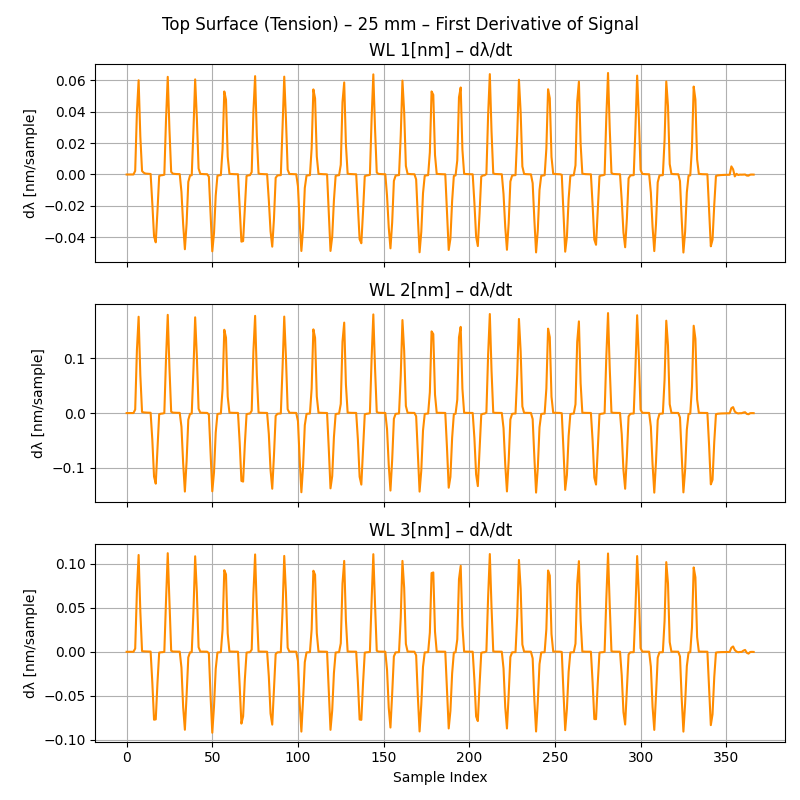 Top Surface (Tension) – 25 mm – First Derivative of Signal
WL 1[nm] – dλ/dt
0.06
0.04
0.02
0.00
−0.02
−0.04
dλ [nm/sample]
WL 2[nm] – dλ/dt
0.1
0.0
−0.1
dλ [nm/sample]
WL 3[nm] – dλ/dt
0.10
0.05
0.00
−0.05
−0.10
dλ [nm/sample]
0 50 100 150 200 250 300 350
Sample Index